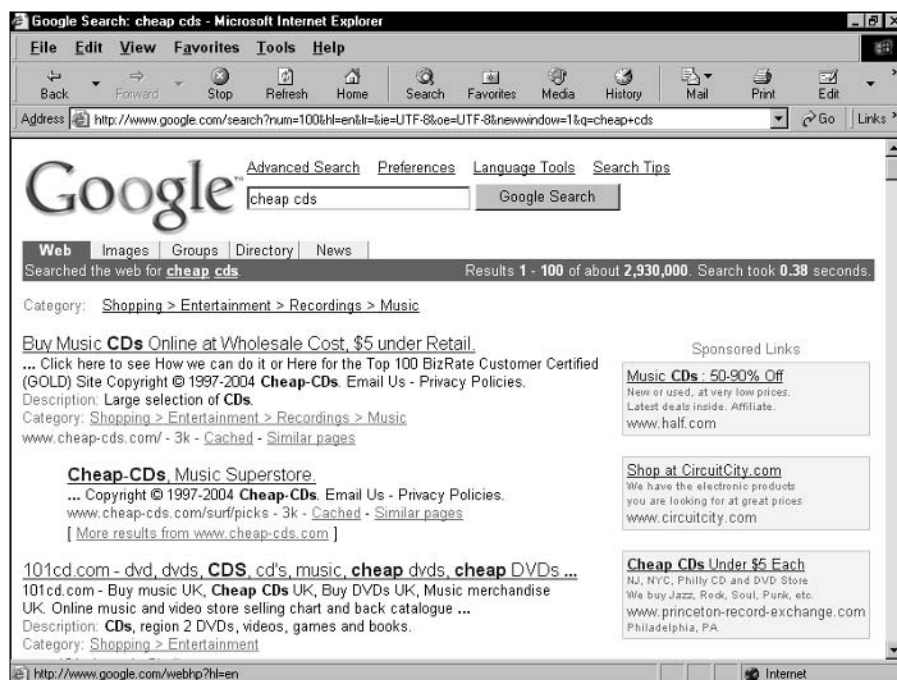 Google Search: cheap cds - Microsoft Internet Explorer
File Edit View Favorites Tools Help
Back Forward Stop Refresh Home Search Favorites Media History Mail Print Edit
Address http://www.google.com/search?num=100&hl=en&lr=&ie=UTF-8&oe=UTF-8&newwindow=1&q=cheap+cds Go Links
Advanced Search Preferences Language Tools Search Tips
Google™ cheap cds Google Search
Web Images Groups Directory News
Searched the web for cheap cds. Results 1 - 100 of about 2,930,000. Search took 0.38 seconds.
Category: Shopping > Entertainment > Recordings > Music
Buy Music CDs Online at Wholesale Cost, $5 under Retail.
... Click here to see How we can do it or Here for the Top 100 BizRate Customer Certified
(GOLD) Site Copyright © 1997-2004 Cheap-CDs. Email Us - Privacy Policies.
Description: Large selection of CDs.
Category: Shopping > Entertainment > Recordings > Music
www.cheap-cds.com/ - 3k - Cached - Similar pages
Cheap-CDs, Music Superstore.
... Copyright © 1997-2004 Cheap-CDs. Email Us - Privacy Policies.
www.cheap-cds.com/surf/picks - 3k - Cached - Similar pages
[ More results from www.cheap-cds.com ]
101cd.com - dvd, dvds, CDS, cd's, music, cheap dvds, cheap DVDs ...
101cd.com - Buy music UK, Cheap CDs UK, Buy DVDs UK, Music merchandise
UK. Online music and video store selling chart and back catalogue ...
Description: CDs, region 2 DVDs, videos, games and books.
Category: Shopping > Entertainment
Sponsored Links
Music CDs : 50-90% Off
New or used, at very low prices.
Latest deals inside. Affiliate.
www.half.com
Shop at CircuitCity.com
We have the electronic products
you are looking for at great prices
www.circuitcity.com
Cheap CDs Under $5 Each
NJ, NYC, Philly CD and DVD Store
We buy Jazz, Rock, Soul, Punk, etc.
www.princeton-record-exchange.com
Philadelphia, PA
http://www.google.com/webhp?hl=en Internet